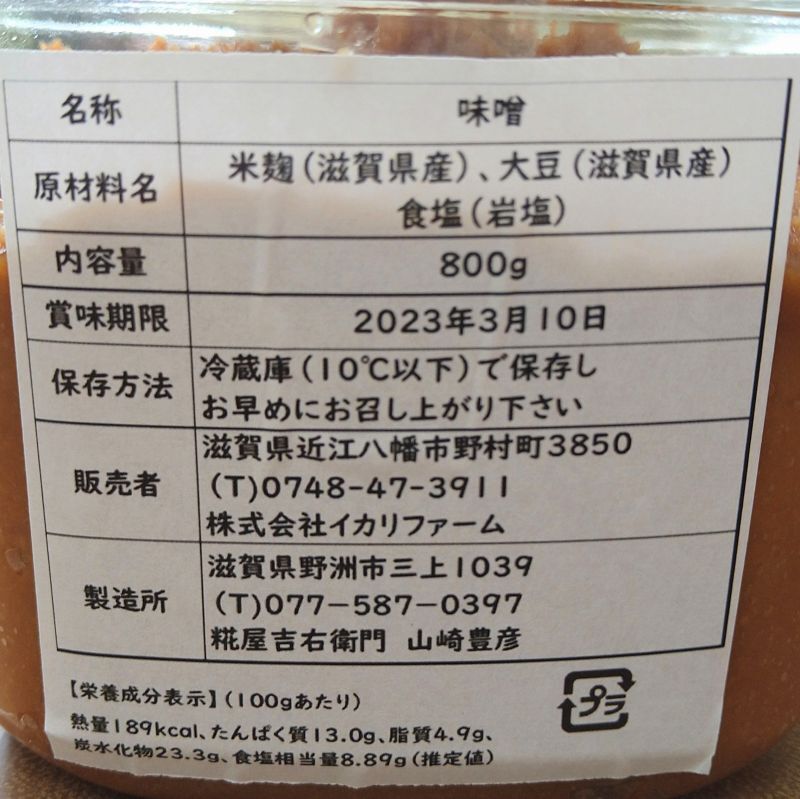 名称 味噌
原材料名 米麹(滋賀県産)、大豆(滋賀県産)
食塩(岩塩)
内容量 800g
賞味期限 2023年3月10日
保存方法 冷蔵庫(10℃以下)で保存し
お早めにお召し上がり下さい
販売者 滋賀県近江八幡市野村町3850
(T)0748-47-3911
株式会社イカリファーム
製造所 滋賀県野洲市三上1039
(T)077-587-0397
糀屋吉右衛門 山崎豊彦
【栄養成分表示】(100gあたり)
熱量189kcal、たんぱく質13.0g、脂質4.9g、
炭水化物23.3g、食塩相当量8.89g(推定値)
プラ